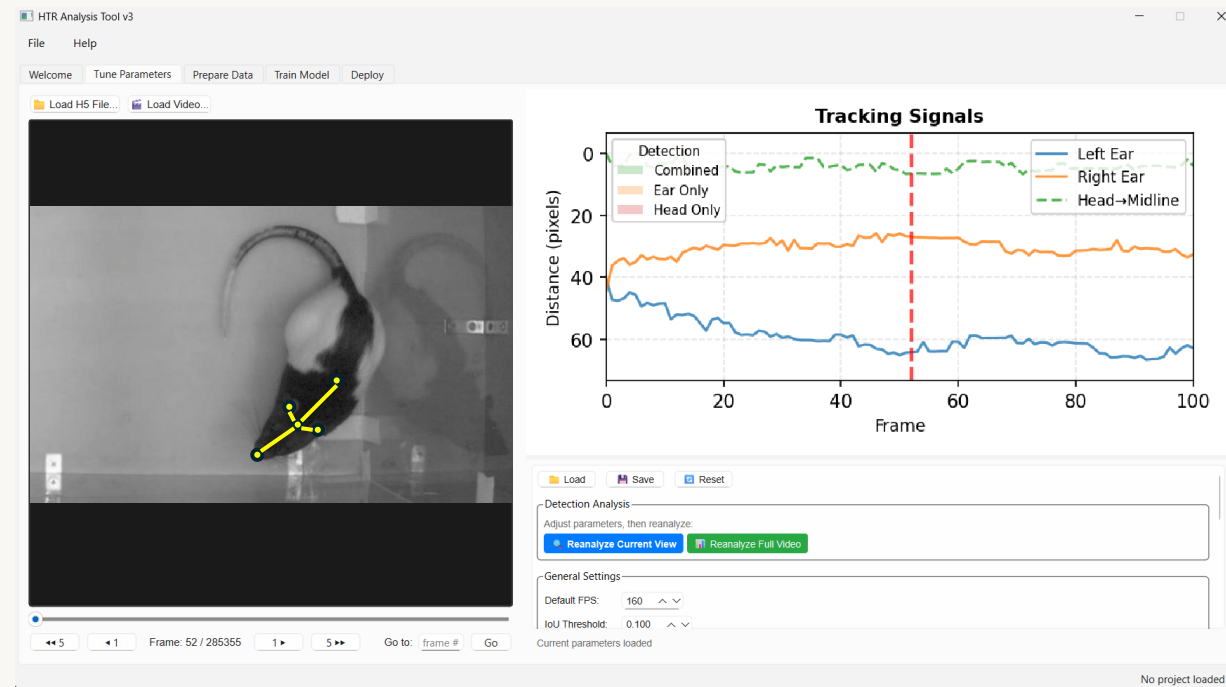 HTR Analysis Tool v3
File Help
Welcome Tune Parameters Prepare Data Train Model Deploy
Load H5 File... Load Video...
Tracking Signals
Detection
Combined
Ear Only
Head Only
Left Ear
Right Ear
Head→Midline
Distance (pixels)
0
20
40
60
0 20 40 60 80 100
Frame
Load Save Reset
Detection Analysis
Adjust parameters, then reanalyze:
Reanalyze Current View Reanalyze Full Video
General Settings
Default FPS: 160
IoU Threshold: 0.100
◂◂ 5 ◂ 1 Frame: 52 / 285355 1 ▸ 5 ▸▸ Go to: frame # Go
Current parameters loaded
No project loaded